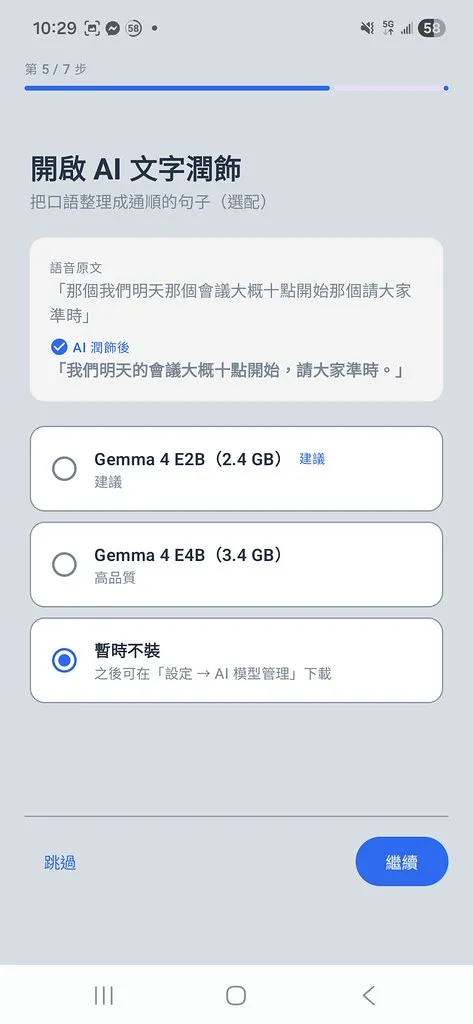 10:29 58 5G 58
第 5 / 7 步
開啟 AI 文字潤飾
把口語整理成通順的句子（選配）
語音原文
「那個我們明天那個會議大概十點開始那個請大家
準時」
AI 潤飾後
「我們明天的會議大概十點開始，請大家準時。」
Gemma 4 E2B（2.4 GB） 建議
建議
Gemma 4 E4B（3.4 GB）
高品質
暫時不裝
之後可在「設定 → AI 模型管理」下載
跳過 繼續